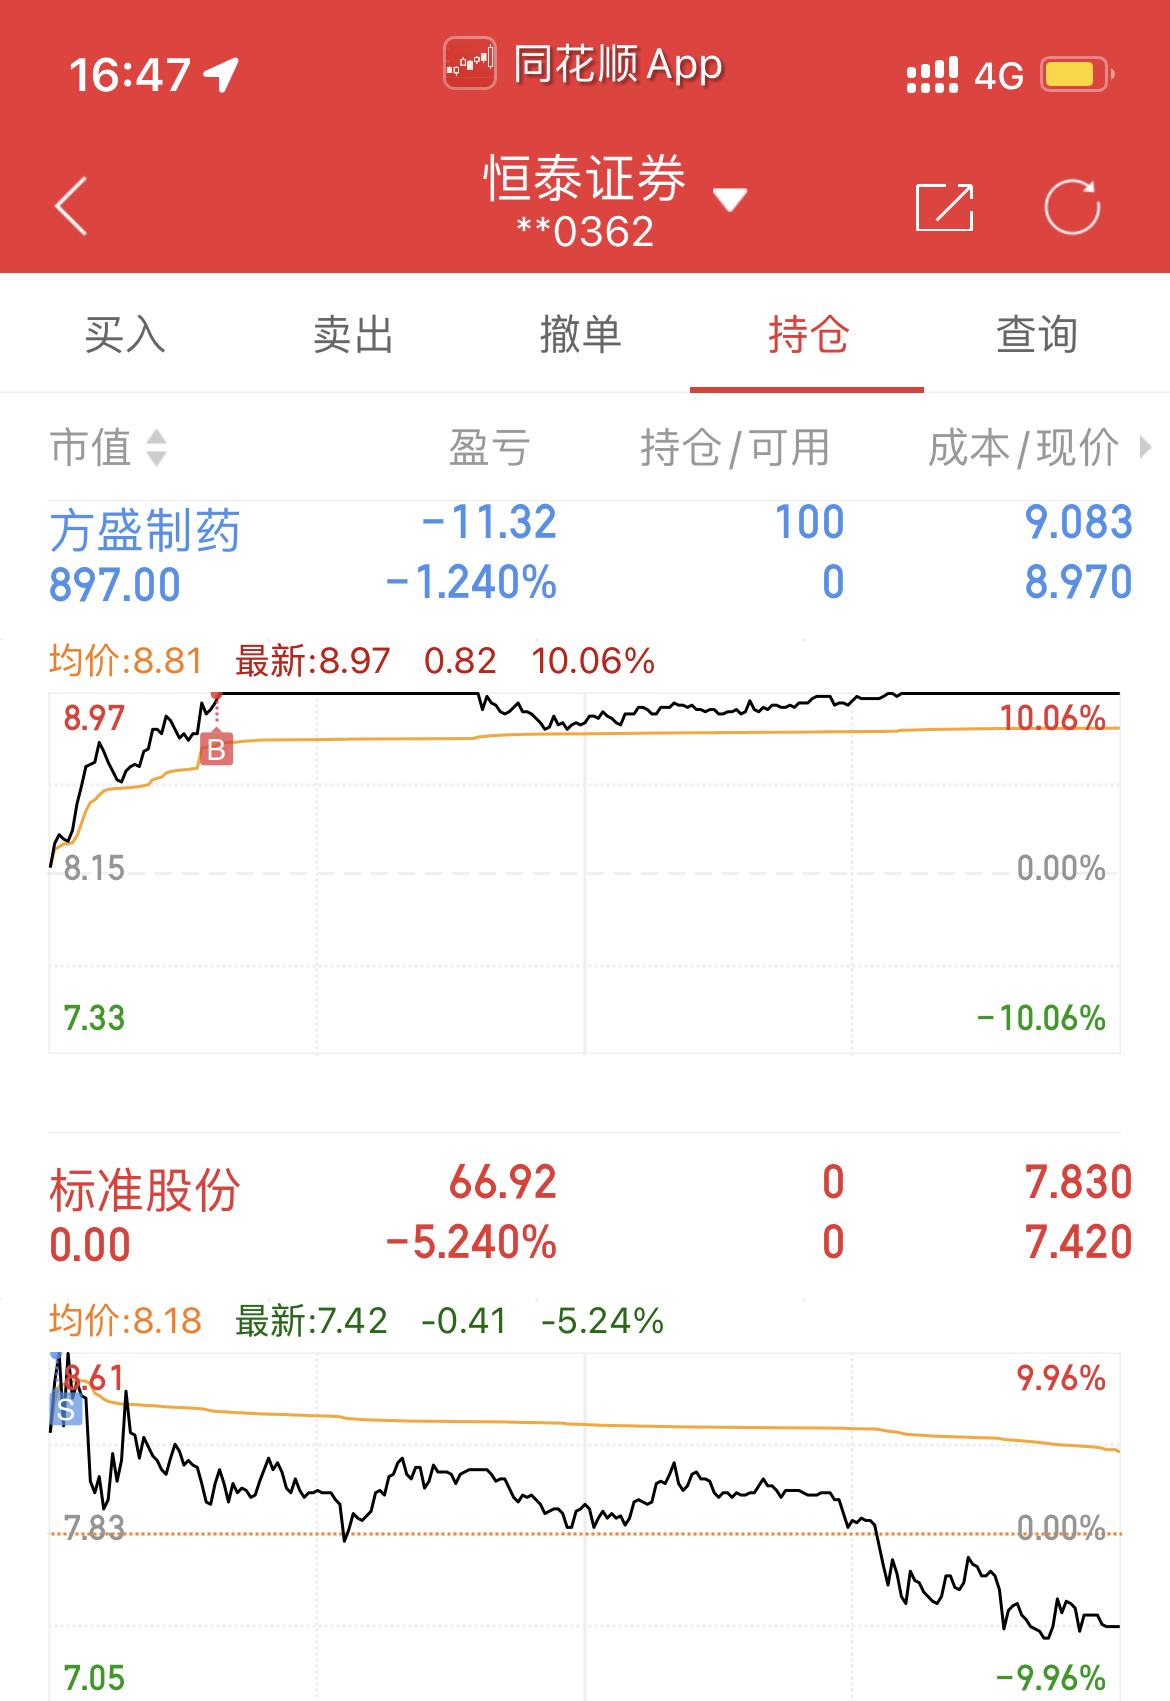 16:47 同花顺 App 4G
恒泰证券
**0362
买入 卖出 撤单 持仓 查询
市值 盈亏 持仓/可用 成本/现价
方盛制药 -11.32 100 9.083
897.00 -1.240% 0 8.970
均价:8.81 最新:8.97 0.82 10.06%
8.97 10.06%
B
8.15 0.00%
7.33 -10.06%
标准股份 66.92 0 7.830
0.00 -5.240% 0 7.420
均价:8.18 最新:7.42 -0.41 -5.24%
8.61 9.96%
S
7.83 0.00%
7.05 -9.96%